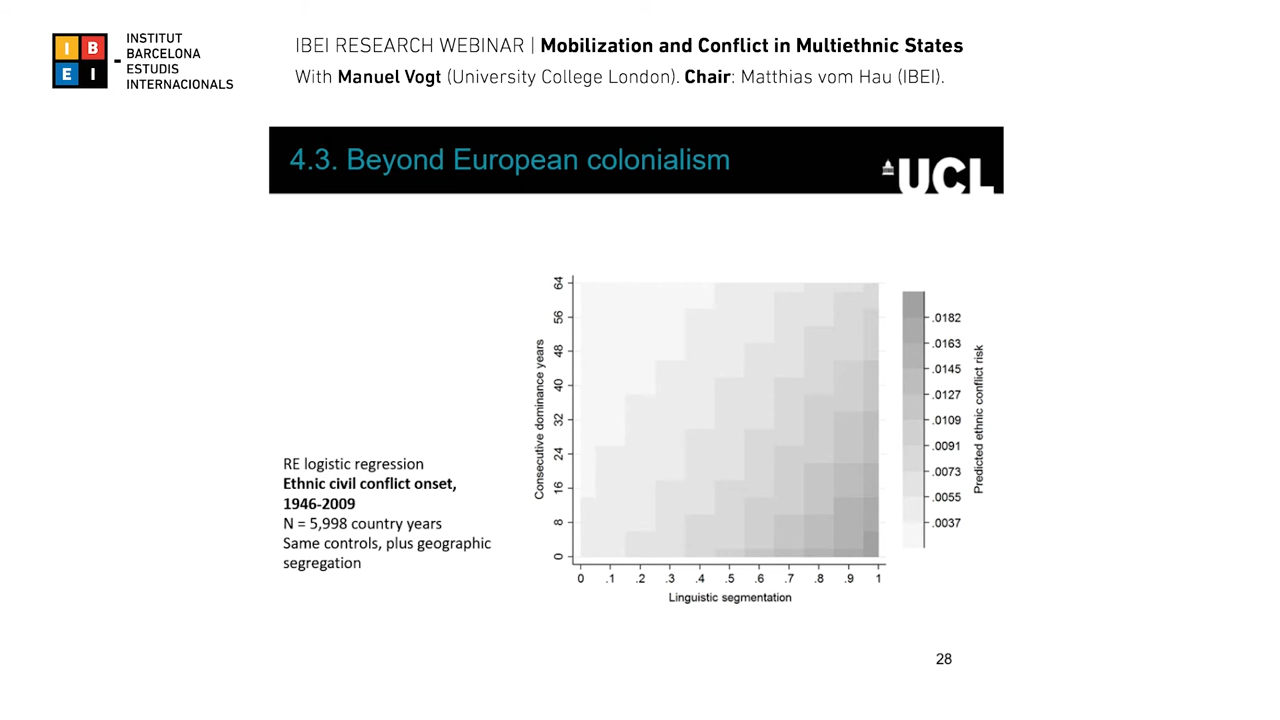 I B E I
INSTITUT
BARCELONA
ESTUDIS
INTERNACIONALS
IBEI RESEARCH WEBINAR | Mobilization and Conflict in Multiethnic States
With Manuel Vogt (University College London). Chair: Matthias vom Hau (IBEI).
4.3. Beyond European colonialism
UCL
RE logistic regression
Ethnic civil conflict onset,
1946-2009
N = 5,998 country years
Same controls, plus geographic
segregation
Consecutive dominance years
64
56
48
40
32
24
16
8
0
0 .1 .2 .3 .4 .5 .6 .7 .8 .9 1
Linguistic segmentation
.0182
.0163
.0145
.0127
.0109
.0091
.0073
.0055
.0037
Predicted ethnic conflict risk
28